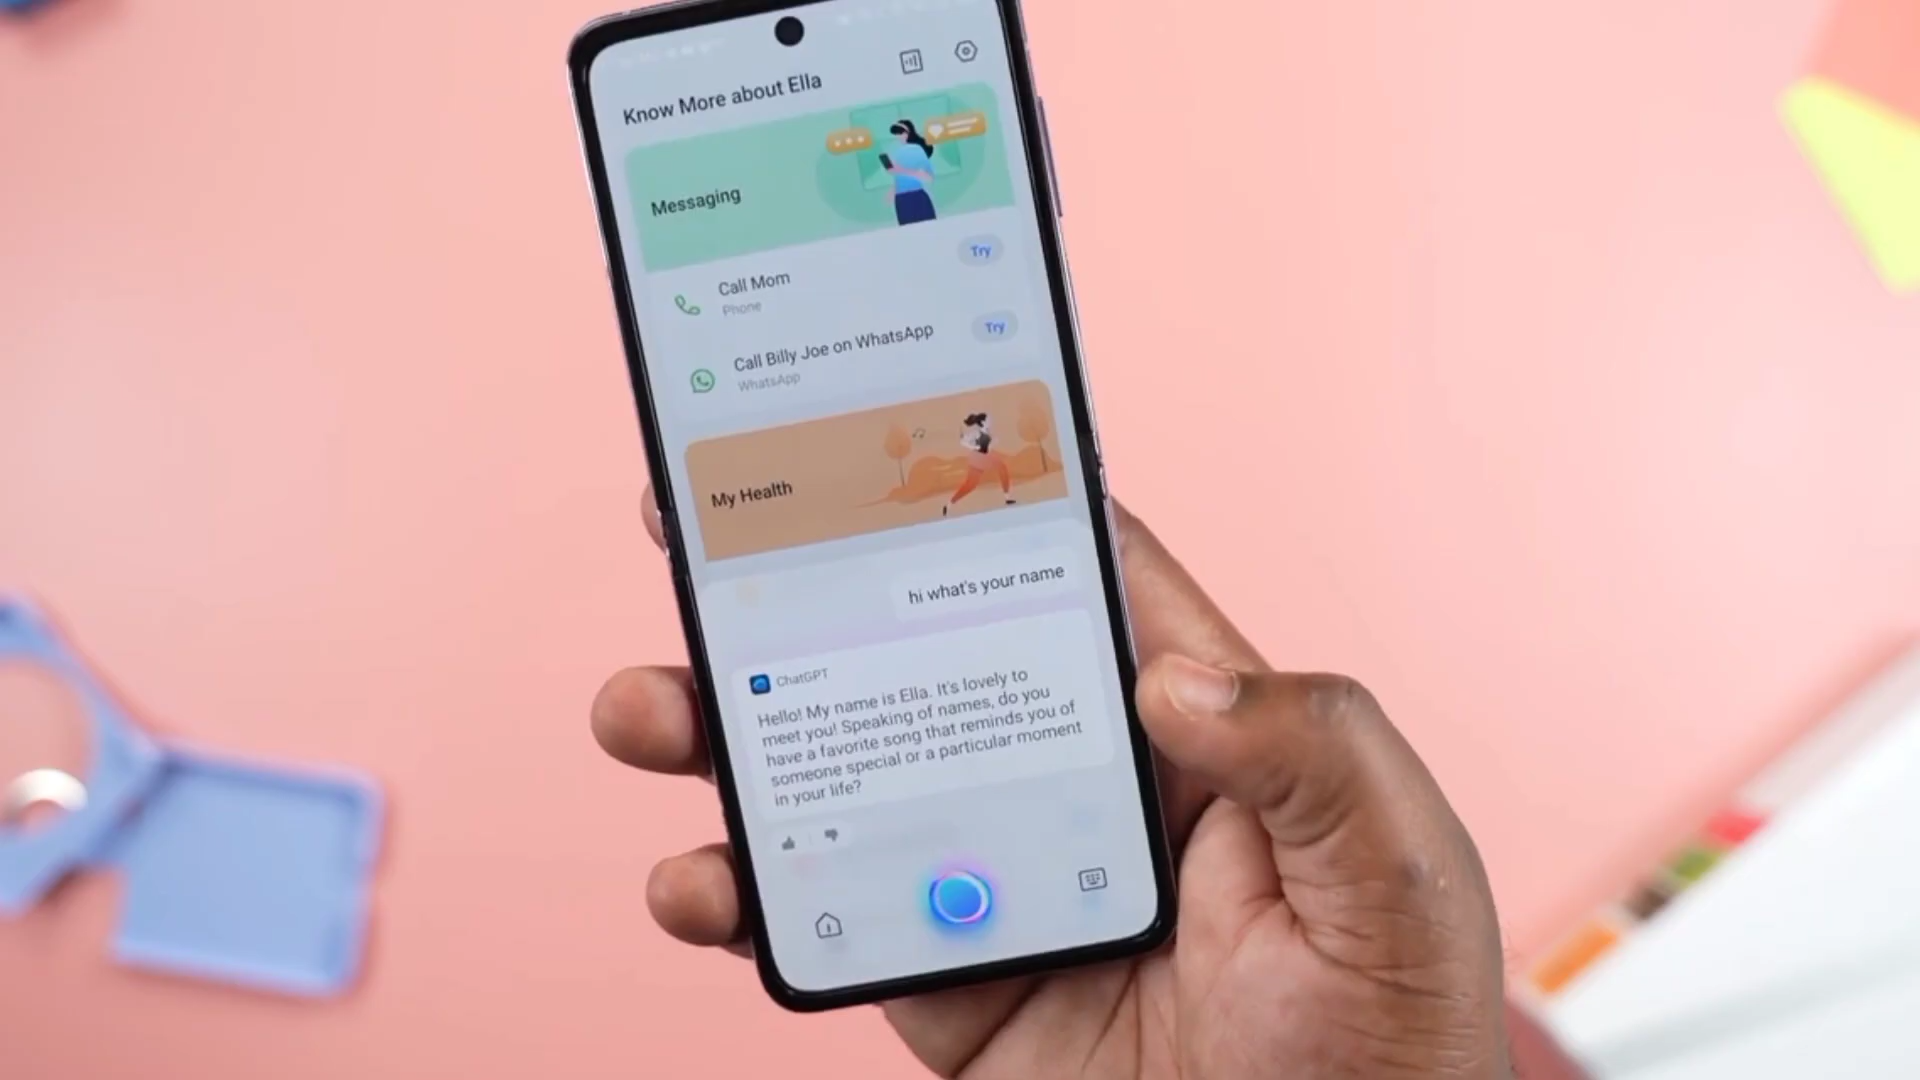 Know More about Ella
Messaging
Call Mom
Phone
Try
Call Billy Joe on WhatsApp
WhatsApp
Try
My Health
hi what's your name
ChatGPT
Hello! My name is Ella. It's lovely to
meet you! Speaking of names, do you
have a favorite song that reminds you of
someone special or a particular moment
in your life?